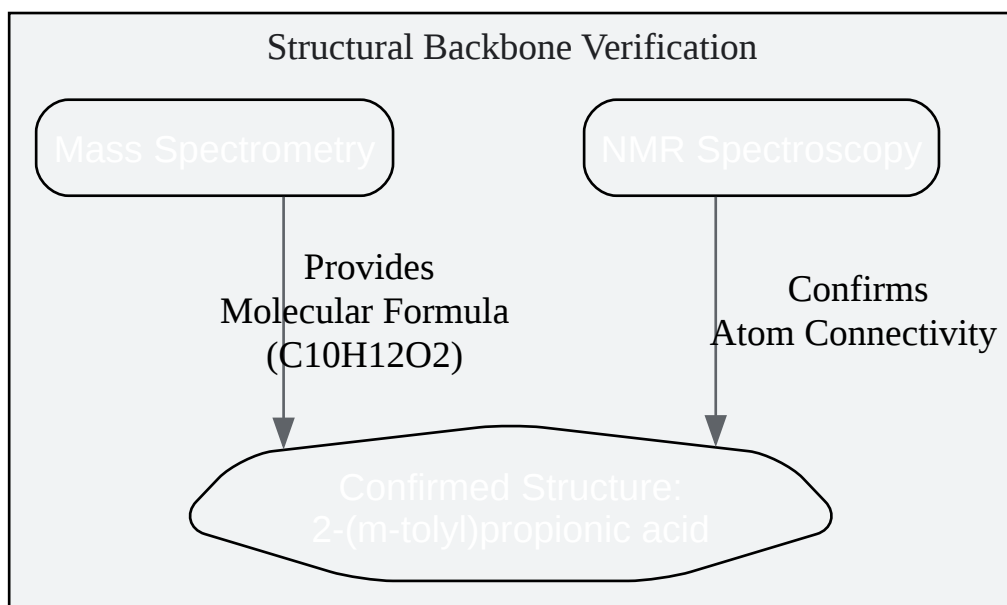 Structural Backbone Verification
Mass Spectrometry
NMR Spectroscopy
Provides
Molecular Formula
(C10H12O2)
Confirms
Atom Connectivity
Confirmed Structure:
2-(m-tolyl)propionic acid